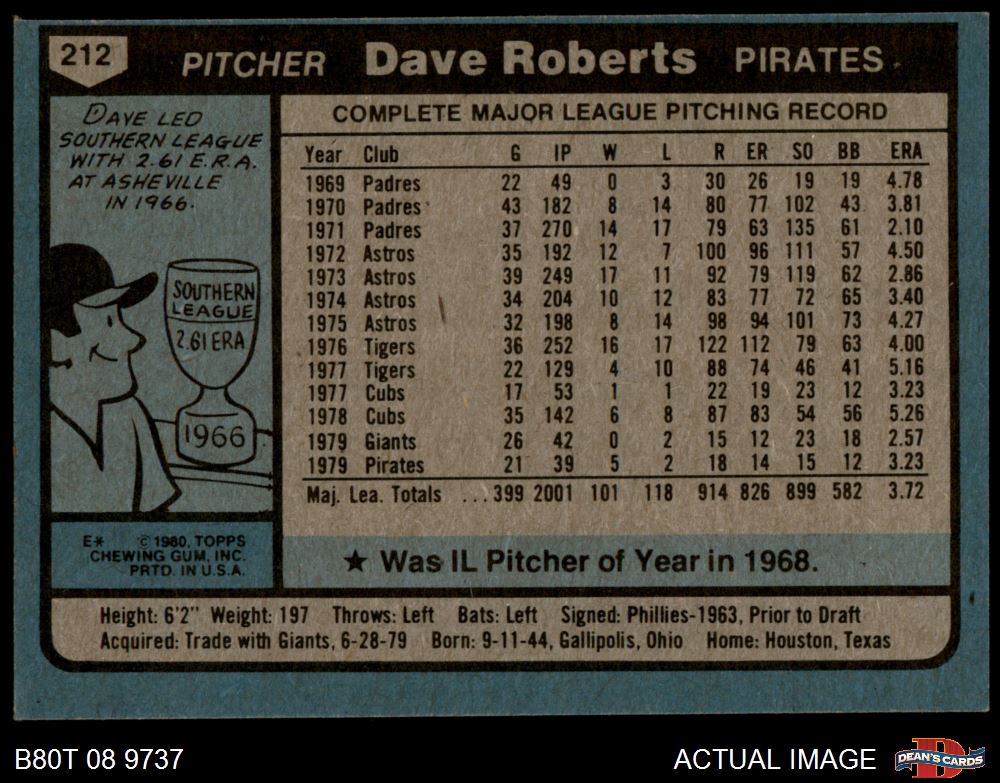 212 PITCHER Dave Roberts PIRATES
DAVE LED
SOUTHERN LEAGUE
WITH 2.61 E.R.A.
AT ASHEVILLE
IN 1966.
SOUTHERN
LEAGUE
2.61 ERA
1966
E* © 1980, TOPPS
CHEWING GUM, INC.
PRTD. IN U.S.A.
COMPLETE MAJOR LEAGUE PITCHING RECORD
Year Club G IP W L R ER SO BB ERA
1969 Padres 22 49 0 3 30 26 19 19 4.78
1970 Padres 43 182 8 14 80 77 102 43 3.81
1971 Padres 37 270 14 17 79 63 135 61 2.10
1972 Astros 35 192 12 7 100 96 111 57 4.50
1973 Astros 39 249 17 11 92 79 119 62 2.86
1974 Astros 34 204 10 12 83 77 72 65 3.40
1975 Astros 32 198 8 14 98 94 101 73 4.27
1976 Tigers 36 252 16 17 122 112 79 63 4.00
1977 Tigers 22 129 4 10 88 74 46 41 5.16
1977 Cubs 17 53 1 1 22 19 23 12 3.23
1978 Cubs 35 142 6 8 87 83 54 56 5.26
1979 Giants 26 42 0 2 15 12 23 18 2.57
1979 Pirates 21 39 5 2 18 14 15 12 3.23
Maj. Lea. Totals ...399 2001 101 118 914 826 899 582 3.72
★ Was IL Pitcher of Year in 1968.
Height: 6'2" Weight: 197 Throws: Left Bats: Left Signed: Phillies-1963, Prior to Draft
Acquired: Trade with Giants, 6-28-79 Born: 9-11-44, Gallipolis, Ohio Home: Houston, Texas
B80T 08 9737 ACTUAL IMAGE D DEAN'S CARDS